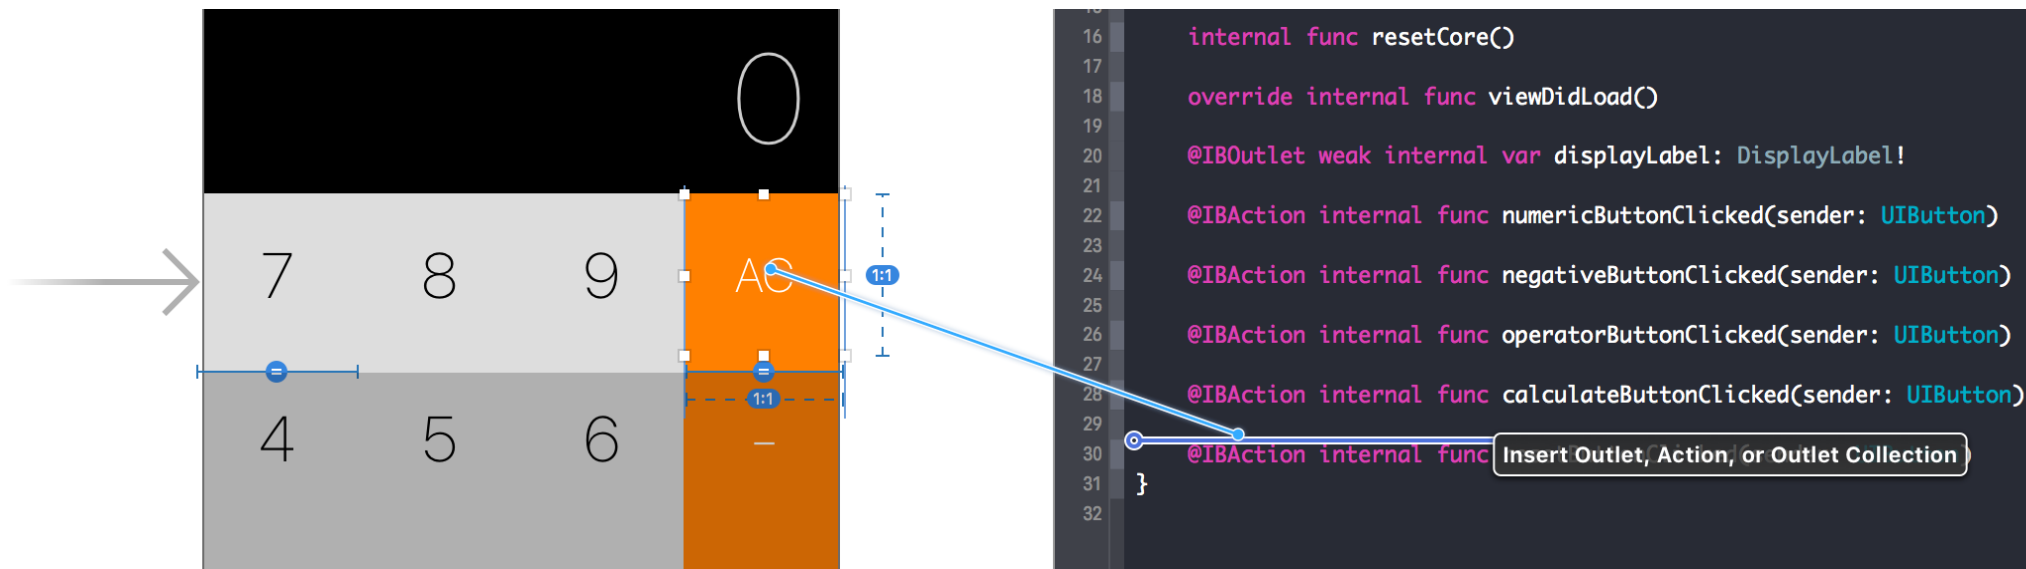 0
7 8 9 AC
1:1
=
=
1:1
4 5 6 –
16 internal func resetCore()
17
18 override internal func viewDidLoad()
19
20 @IBOutlet weak internal var displayLabel: DisplayLabel!
21
22 @IBAction internal func numericButtonClicked(sender: UIButton)
23
24 @IBAction internal func negativeButtonClicked(sender: UIButton)
25
26 @IBAction internal func operatorButtonClicked(sender: UIButton)
27
28 @IBAction internal func calculateButtonClicked(sender: UIButton)
29
30 @IBAction internal func
Insert Outlet, Action, or Outlet Collection
31 }
32